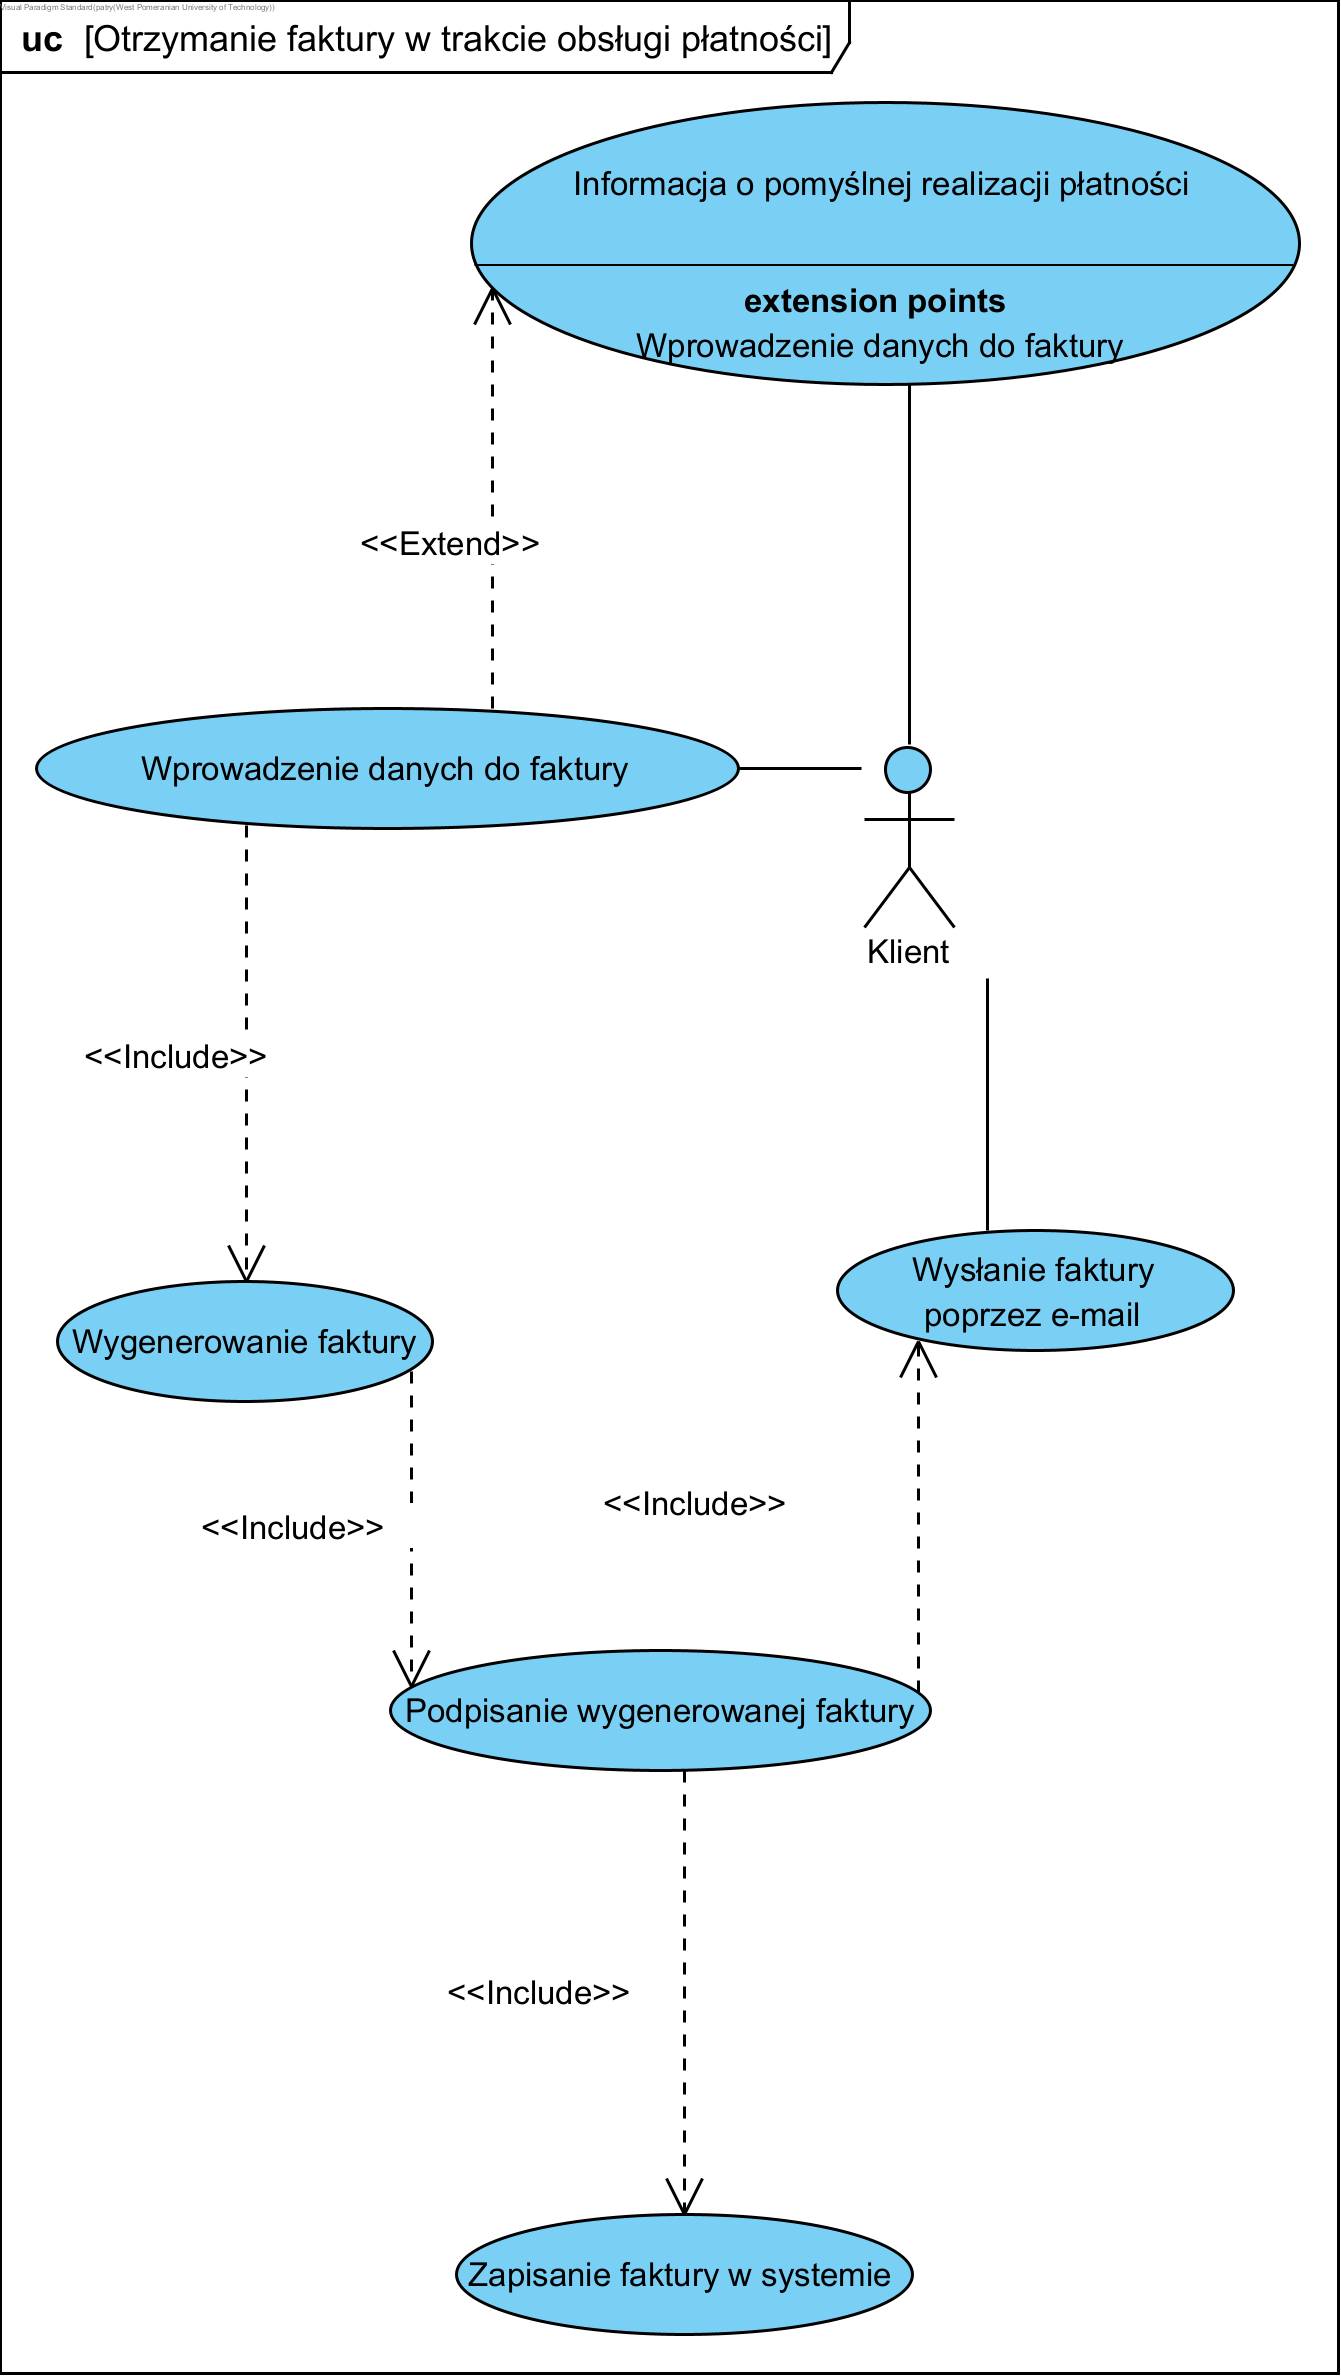 Visual Paradigm Standard(patry(West Pomeranian University of Technology))
uc [Otrzymanie faktury w trakcie obsługi płatności]
Informacja o pomyślnej realizacji płatności
extension points
Wprowadzenie danych do faktury
<<Extend>>
Wprowadzenie danych do faktury
Klient
<<Include>>
Wysłanie faktury
poprzez e-mail
Wygenerowanie faktury
<<Include>>
<<Include>>
Podpisanie wygenerowanej faktury
<<Include>>
Zapisanie faktury w systemie